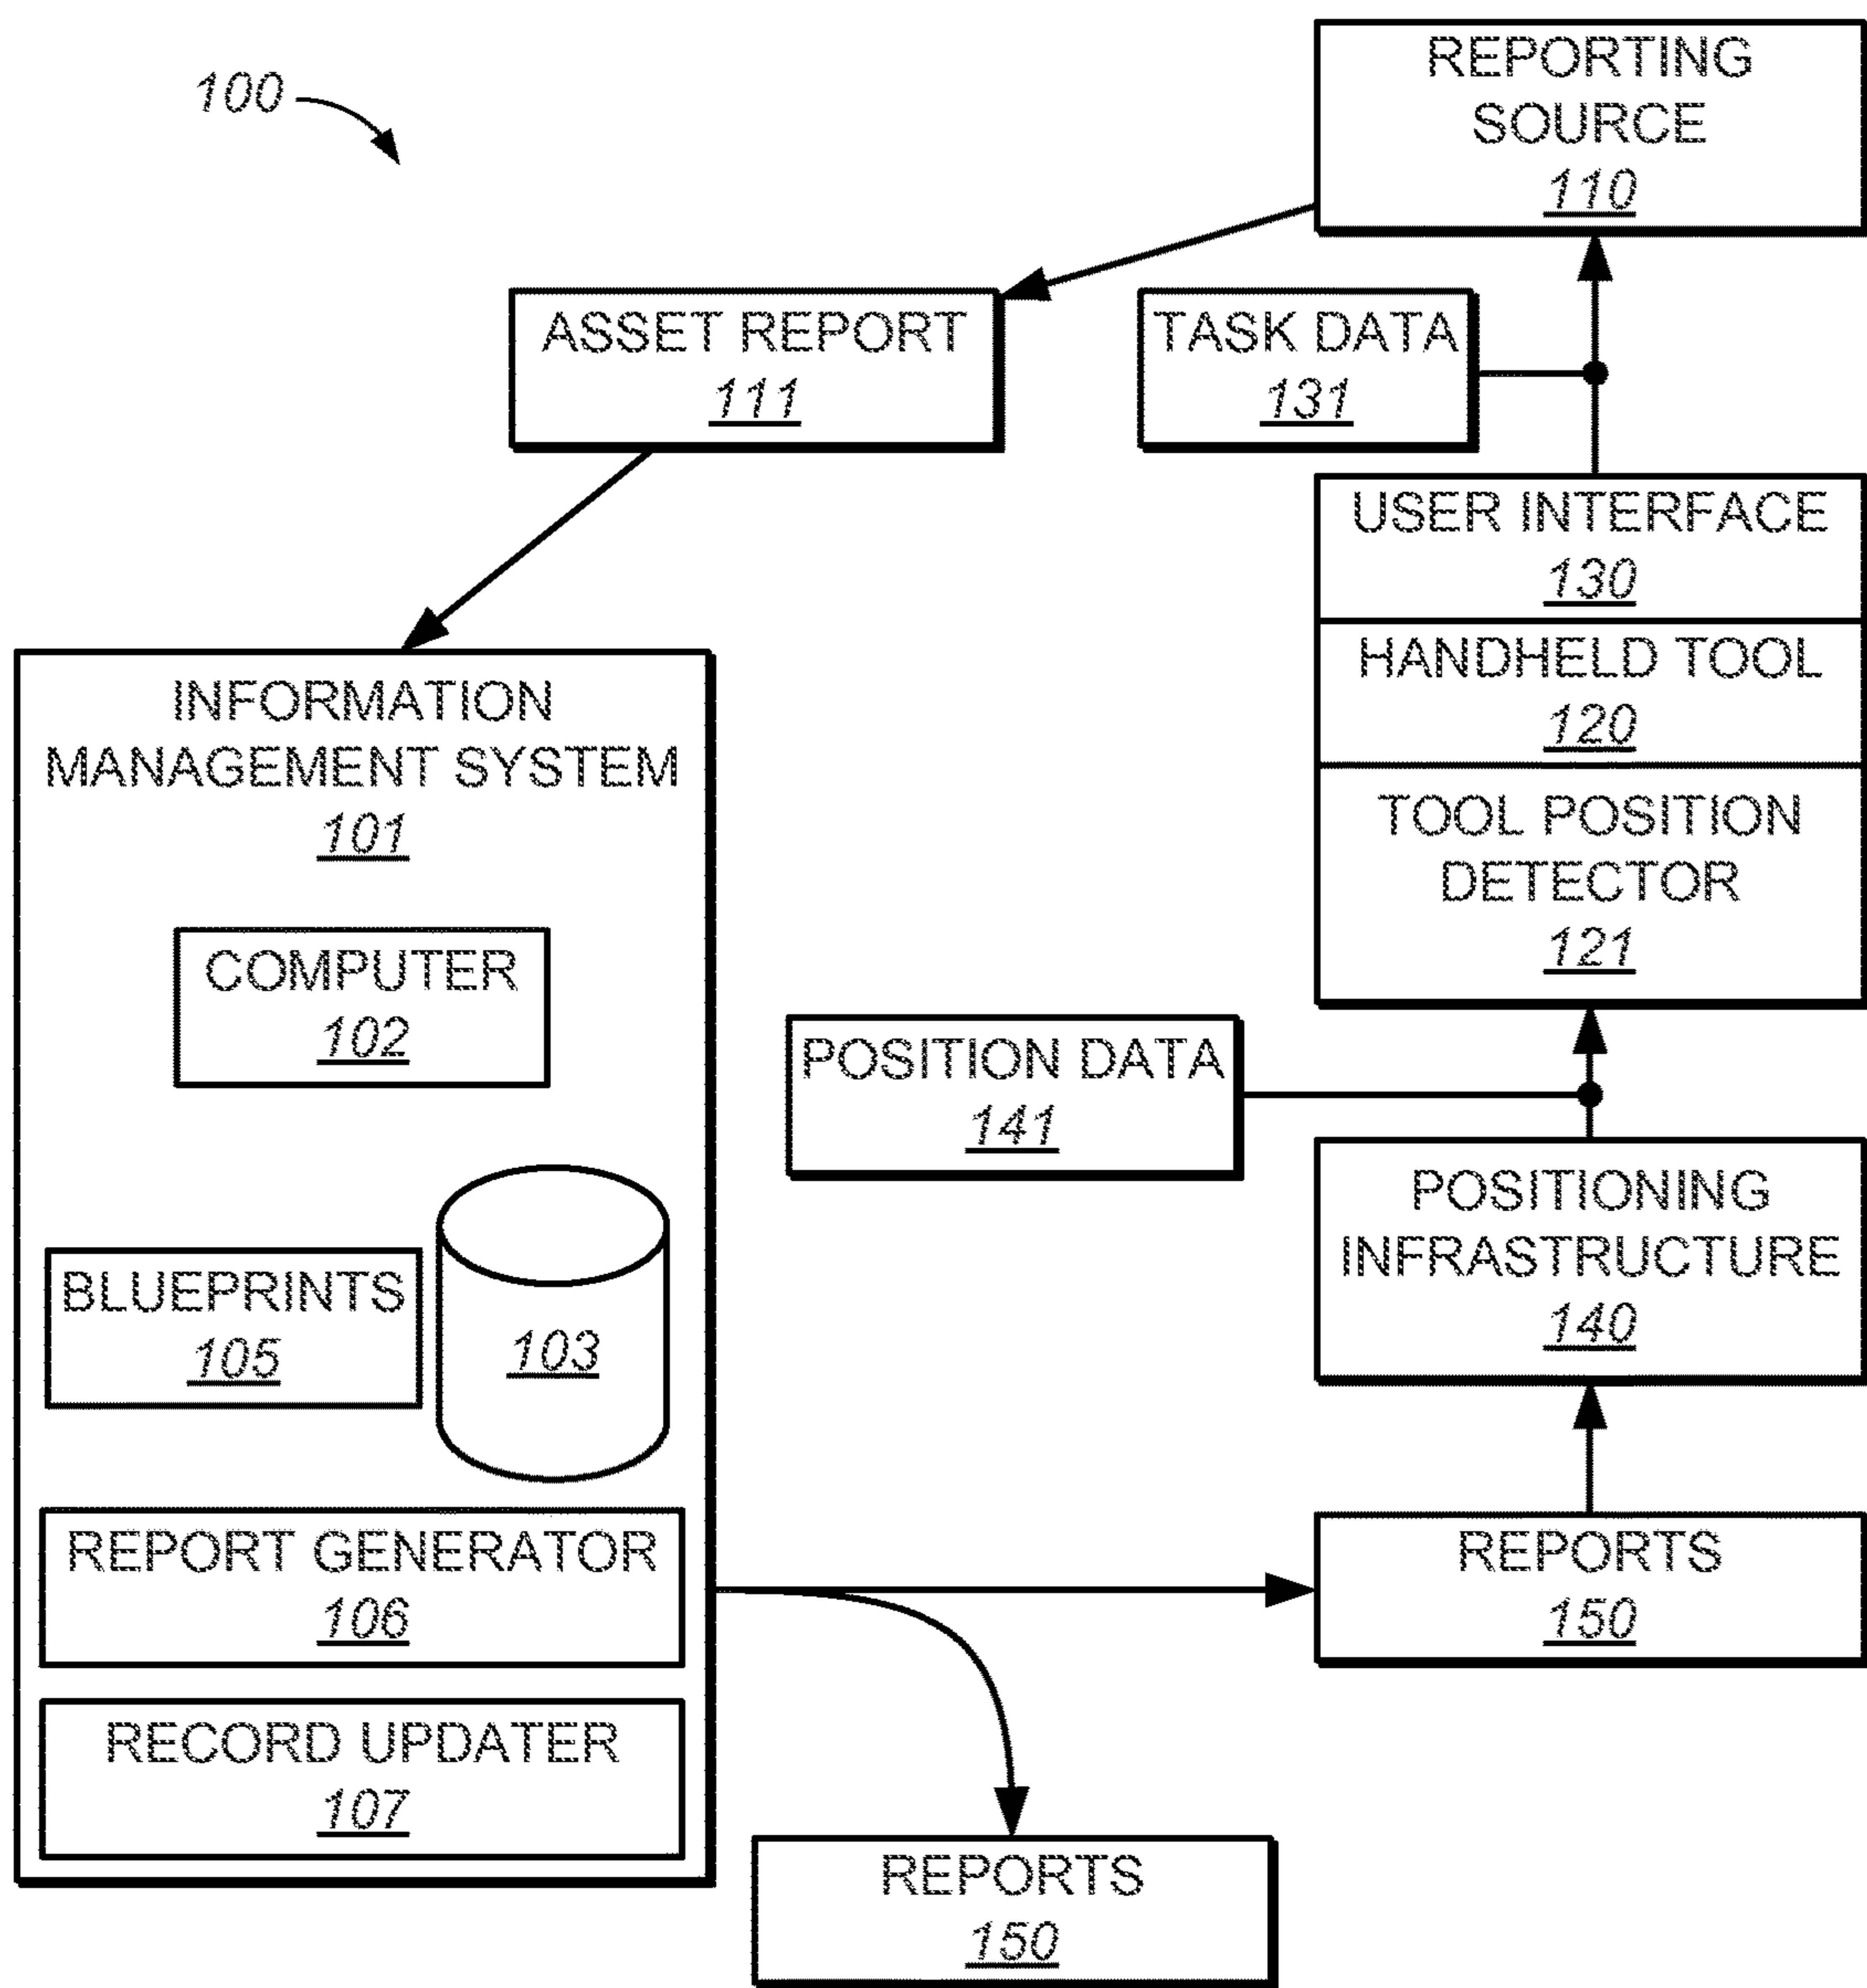 100
REPORTING
SOURCE
110
ASSET REPORT
111
TASK DATA
131
USER INTERFACE
130
HANDHELD TOOL
120
TOOL POSITION
DETECTOR
121
INFORMATION
MANAGEMENT SYSTEM
101
COMPUTER
102
POSITION DATA
141
POSITIONING
INFRASTRUCTURE
140
BLUEPRINTS
105
103
REPORT GENERATOR
106
REPORTS
150
RECORD UPDATER
107
REPORTS
150